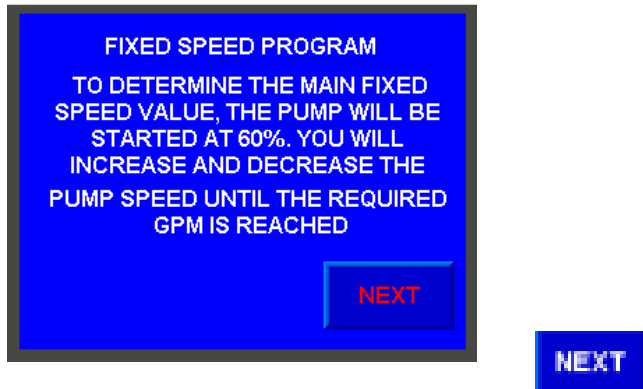 FIXED SPEED PROGRAM
TO DETERMINE THE MAIN FIXED
SPEED VALUE, THE PUMP WILL BE
STARTED AT 60%. YOU WILL
INCREASE AND DECREASE THE
PUMP SPEED UNTIL THE REQUIRED
GPM IS REACHED
NEXT
NEXT